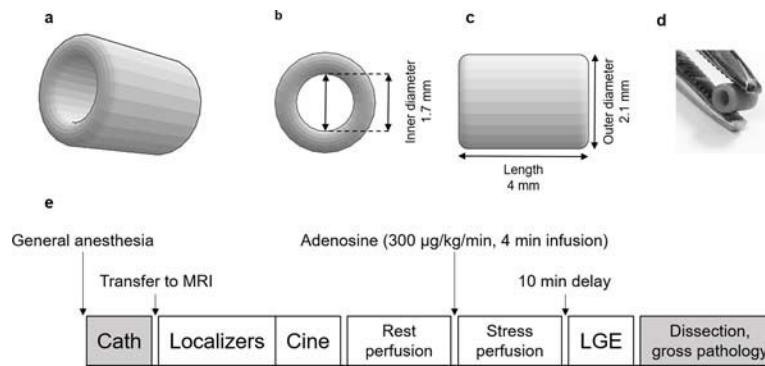 a
b
c
d
Inner diameter
1.7 mm
Outer diameter
2.1 mm
Length
4 mm
e
General anesthesia
Adenosine (300 µg/kg/min, 4 min infusion)
Transfer to MRI
10 min delay
Cath
Localizers
Cine
Rest
perfusion
Stress
perfusion
LGE
Dissection,
gross pathology